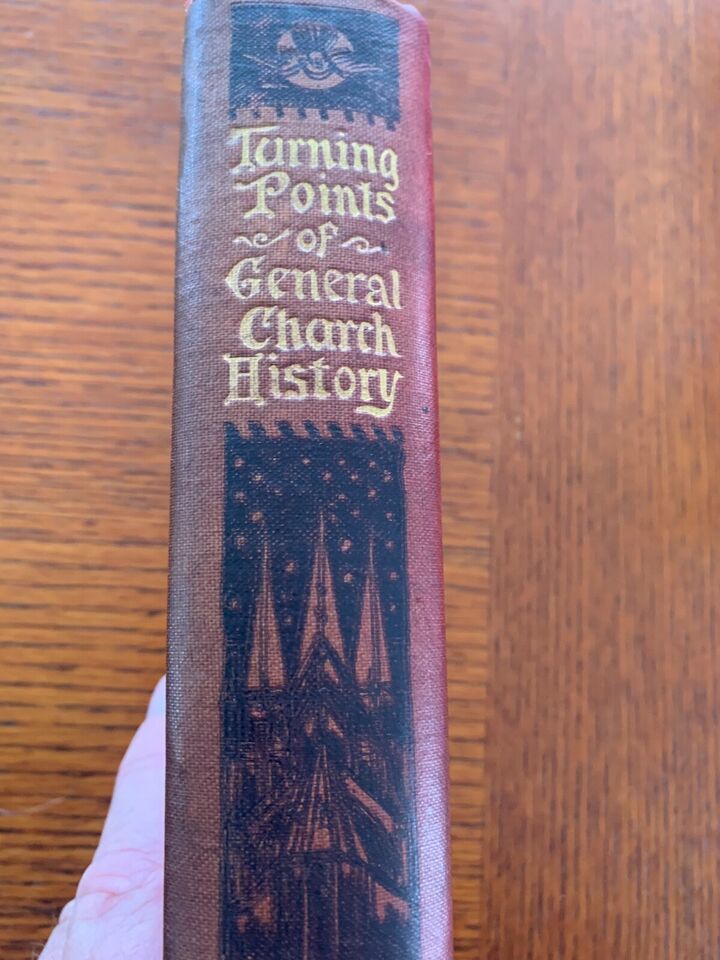 Turning
Points
of
General
Church
History